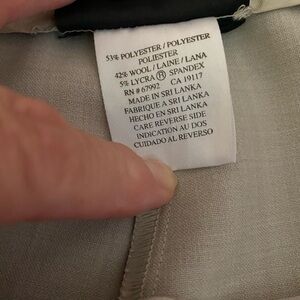 53% POLYESTER / POLYESTER
POLIESTER
42% WOOL / LAINE / LANA
5% LYCRA Ⓡ SPANDEX
RN # 67992 CA 19117
MADE IN SRI LANKA
FABRIQUE A SRI LANKA
HECHO EN SRI LANKA
CARE REVERSE SIDE
INDICATION AU DOS
CUIDADO AL REVERSO